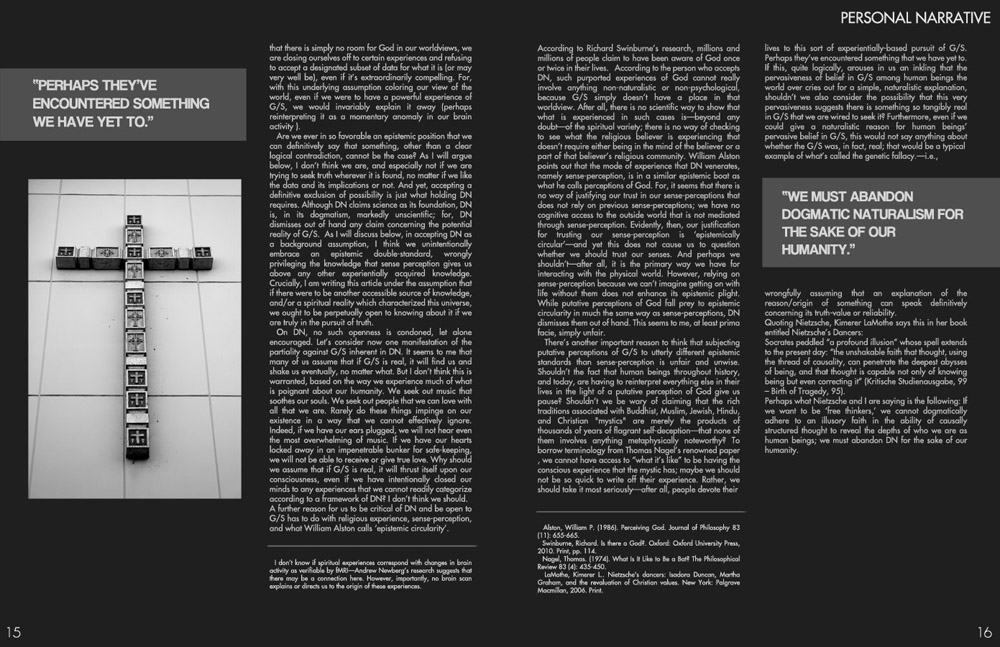 PERSONAL NARRATIVE
"PERHAPS THEY'VE
ENCOUNTERED SOMETHING
WE HAVE YET TO."
that there is simply no room for God in our worldviews, we
are closing ourselves off to certain experiences and refusing
to accept a designated subset of data for what it is (or may
very well be), even if it's extraordinarily compelling. For,
with this underlying assumption coloring our view of the
world, even if we were to have a powerful experience of
G/S, we would invariably explain it away (perhaps
reinterpreting it as a momentary anomaly in our brain
activity ).
Are we ever in so favorable an epistemic position that we
can definitively say that something, other than a clear
logical contradiction, cannot be the case? As I will argue
below, I don't think we are, and especially not if we are
trying to seek truth wherever it is found, no matter if we like
the data and its implications or not. And yet, accepting a
definitive exclusion of possibility is just what holding DN
requires. Although DN claims science as its foundation, DN
is, in its dogmatism, markedly unscientific; for, DN
dismisses out of hand any claim concerning the potential
reality of G/S. As I will discuss below, in accepting DN as
a background assumption, I think we unintentionally
embrace an epistemic double-standard, wrongly
privileging the knowledge that sense perception gives us
above any other experientially acquired knowledge.
Crucially, I am writing this article under the assumption that
if there were to be another accessible source of knowledge,
and/or a spiritual reality which characterized this universe,
we ought to be perpetually open to knowing about it if we
are truly in the pursuit of truth.
On DN, no such openness is condoned, let alone
encouraged. Let's consider now one manifestation of the
partiality against G/S inherent in DN. It seems to me that
many of us assume that if G/S is real, it will find us and
shake us eventually, no matter what. But I don't think this is
warranted, based on the way we experience much of what
is poignant about our humanity. We seek out music that
soothes our souls. We seek out people that we can love with
all that we are. Rarely do these things impinge on our
existence in a way that we cannot effectively ignore.
Indeed, if we have our ears plugged, we will not hear even
the most overwhelming of music. If we have our hearts
locked away in an impenetrable bunker for safe-keeping,
we will not be able to receive or give true love. Why should
we assume that if G/S is real, it will thrust itself upon our
consciousness, even if we have intentionally closed our
minds to any experiences that we cannot readily categorize
according to a framework of DN? I don't think we should.
A further reason for us to be critical of DN and be open to
G/S has to do with religious experience, sense-perception,
and what William Alston calls 'epistemic circularity'.
I don't know if spiritual experiences correspond with changes in brain
activity as verifiable by fMRI—Andrew Newberg's research suggests that
there may be a connection here. However, importantly, no brain scan
explains or directs us to the origin of these experiences.
15
According to Richard Swinburne's research, millions and
millions of people claim to have been aware of God once
or twice in their lives. According to the person who accepts
DN, such purported experiences of God cannot really
involve anything non-naturalistic or non-psychological,
because G/S simply doesn't have a place in that
worldview. After all, there is no scientific way to show that
what is experienced in such cases is—beyond any
doubt—of the spiritual variety; there is no way of checking
to see what the religious believer is experiencing that
doesn't require either being in the mind of the believer or a
part of that believer's religious community. William Alston
points out that the mode of experience that DN venerates,
namely sense-perception, is in a similar epistemic boat as
what he calls perceptions of God. For, it seems that there is
no way of justifying our trust in our sense-perceptions that
does not rely on previous sense-perceptions; we have no
cognitive access to the outside world that is not mediated
through sense-perception. Evidently, then, our justification
for trusting our sense-perception is 'epistemically
circular'—and yet this does not cause us to question
whether we should trust our senses. And perhaps we
shouldn't—after all, it is the primary way we have for
interacting with the physical world. However, relying on
sense-perception because we can't imagine getting on with
life without them does not enhance its epistemic plight.
While putative perceptions of God fall prey to epistemic
circularity in much the same way as sense-perceptions, DN
dismisses them out of hand. This seems to me, at least prima
facie, simply unfair.
There's another important reason to think that subjecting
putative perceptions of G/S to utterly different epistemic
standards than sense-perception is unfair and unwise.
Shouldn't the fact that human beings throughout history,
and today, are having to reinterpret everything else in their
lives in the light of a putative perception of God give us
pause? Shouldn't we be wary of claiming that the rich
traditions associated with Buddhist, Muslim, Jewish, Hindu,
and Christian "mystics" are merely the products of
thousands of years of flagrant self-deception—that none of
them involves anything metaphysically noteworthy? To
borrow terminology from Thomas Nagel's renowned paper
, we cannot have access to "what it's like" to be having the
conscious experience that the mystic has; maybe we should
not be so quick to write off their experience. Rather, we
should take it most seriously—after all, people devote their
Alston, William P. (1986). Perceiving God. Journal of Philosophy 83
(11): 655-665.
Swinburne, Richard. Is there a God?. Oxford: Oxford University Press,
2010. Print, pp. 114.
Nagel, Thomas. (1974). What Is It Like to Be a Bat? The Philosophical
Review 83 (4): 435-450.
LaMothe, Kimerer L.. Nietzsche's dancers: Isadora Duncan, Martha
Graham, and the revaluation of Christian values. New York: Palgrave
Macmillan, 2006. Print.
lives to this sort of experientially-based pursuit of G/S.
Perhaps they've encountered something that we have yet to.
If this, quite logically, arouses in us an inkling that the
pervasiveness of belief in G/S among human beings the
world over cries out for a simple, naturalistic explanation,
shouldn't we also consider the possibility that this very
pervasiveness suggests there is something so tangibly real
in G/S that we are wired to seek it? Furthermore, even if we
could give a naturalistic reason for human beings'
pervasive belief in G/S, this would not say anything about
whether the G/S was, in fact, real; that would be a typical
example of what's called the genetic fallacy.—i.e.,
"WE MUST ABANDON
DOGMATIC NATURALISM FOR
THE SAKE OF OUR
HUMANITY."
wrongfully assuming that an explanation of the
reason/origin of something can speak definitively
concerning its truth-value or reliability.
Quoting Nietzsche, Kimerer LaMothe says this in her book
entitled Nietzsche's Dancers:
Socrates peddled "a profound illusion" whose spell extends
to the present day: "the unshakable faith that thought, using
the thread of causality, can penetrate the deepest abysses
of being, and that thought is capable not only of knowing
being but even correcting it" (Kritische Studienausgabe, 99
– Birth of Tragedy, 95).
Perhaps what Nietzsche and I are saying is the following: If
we want to be 'free thinkers,' we cannot dogmatically
adhere to an illusory faith in the ability of causally
structured thought to reveal the depths of who we are as
human beings; we must abandon DN for the sake of our
humanity.
16